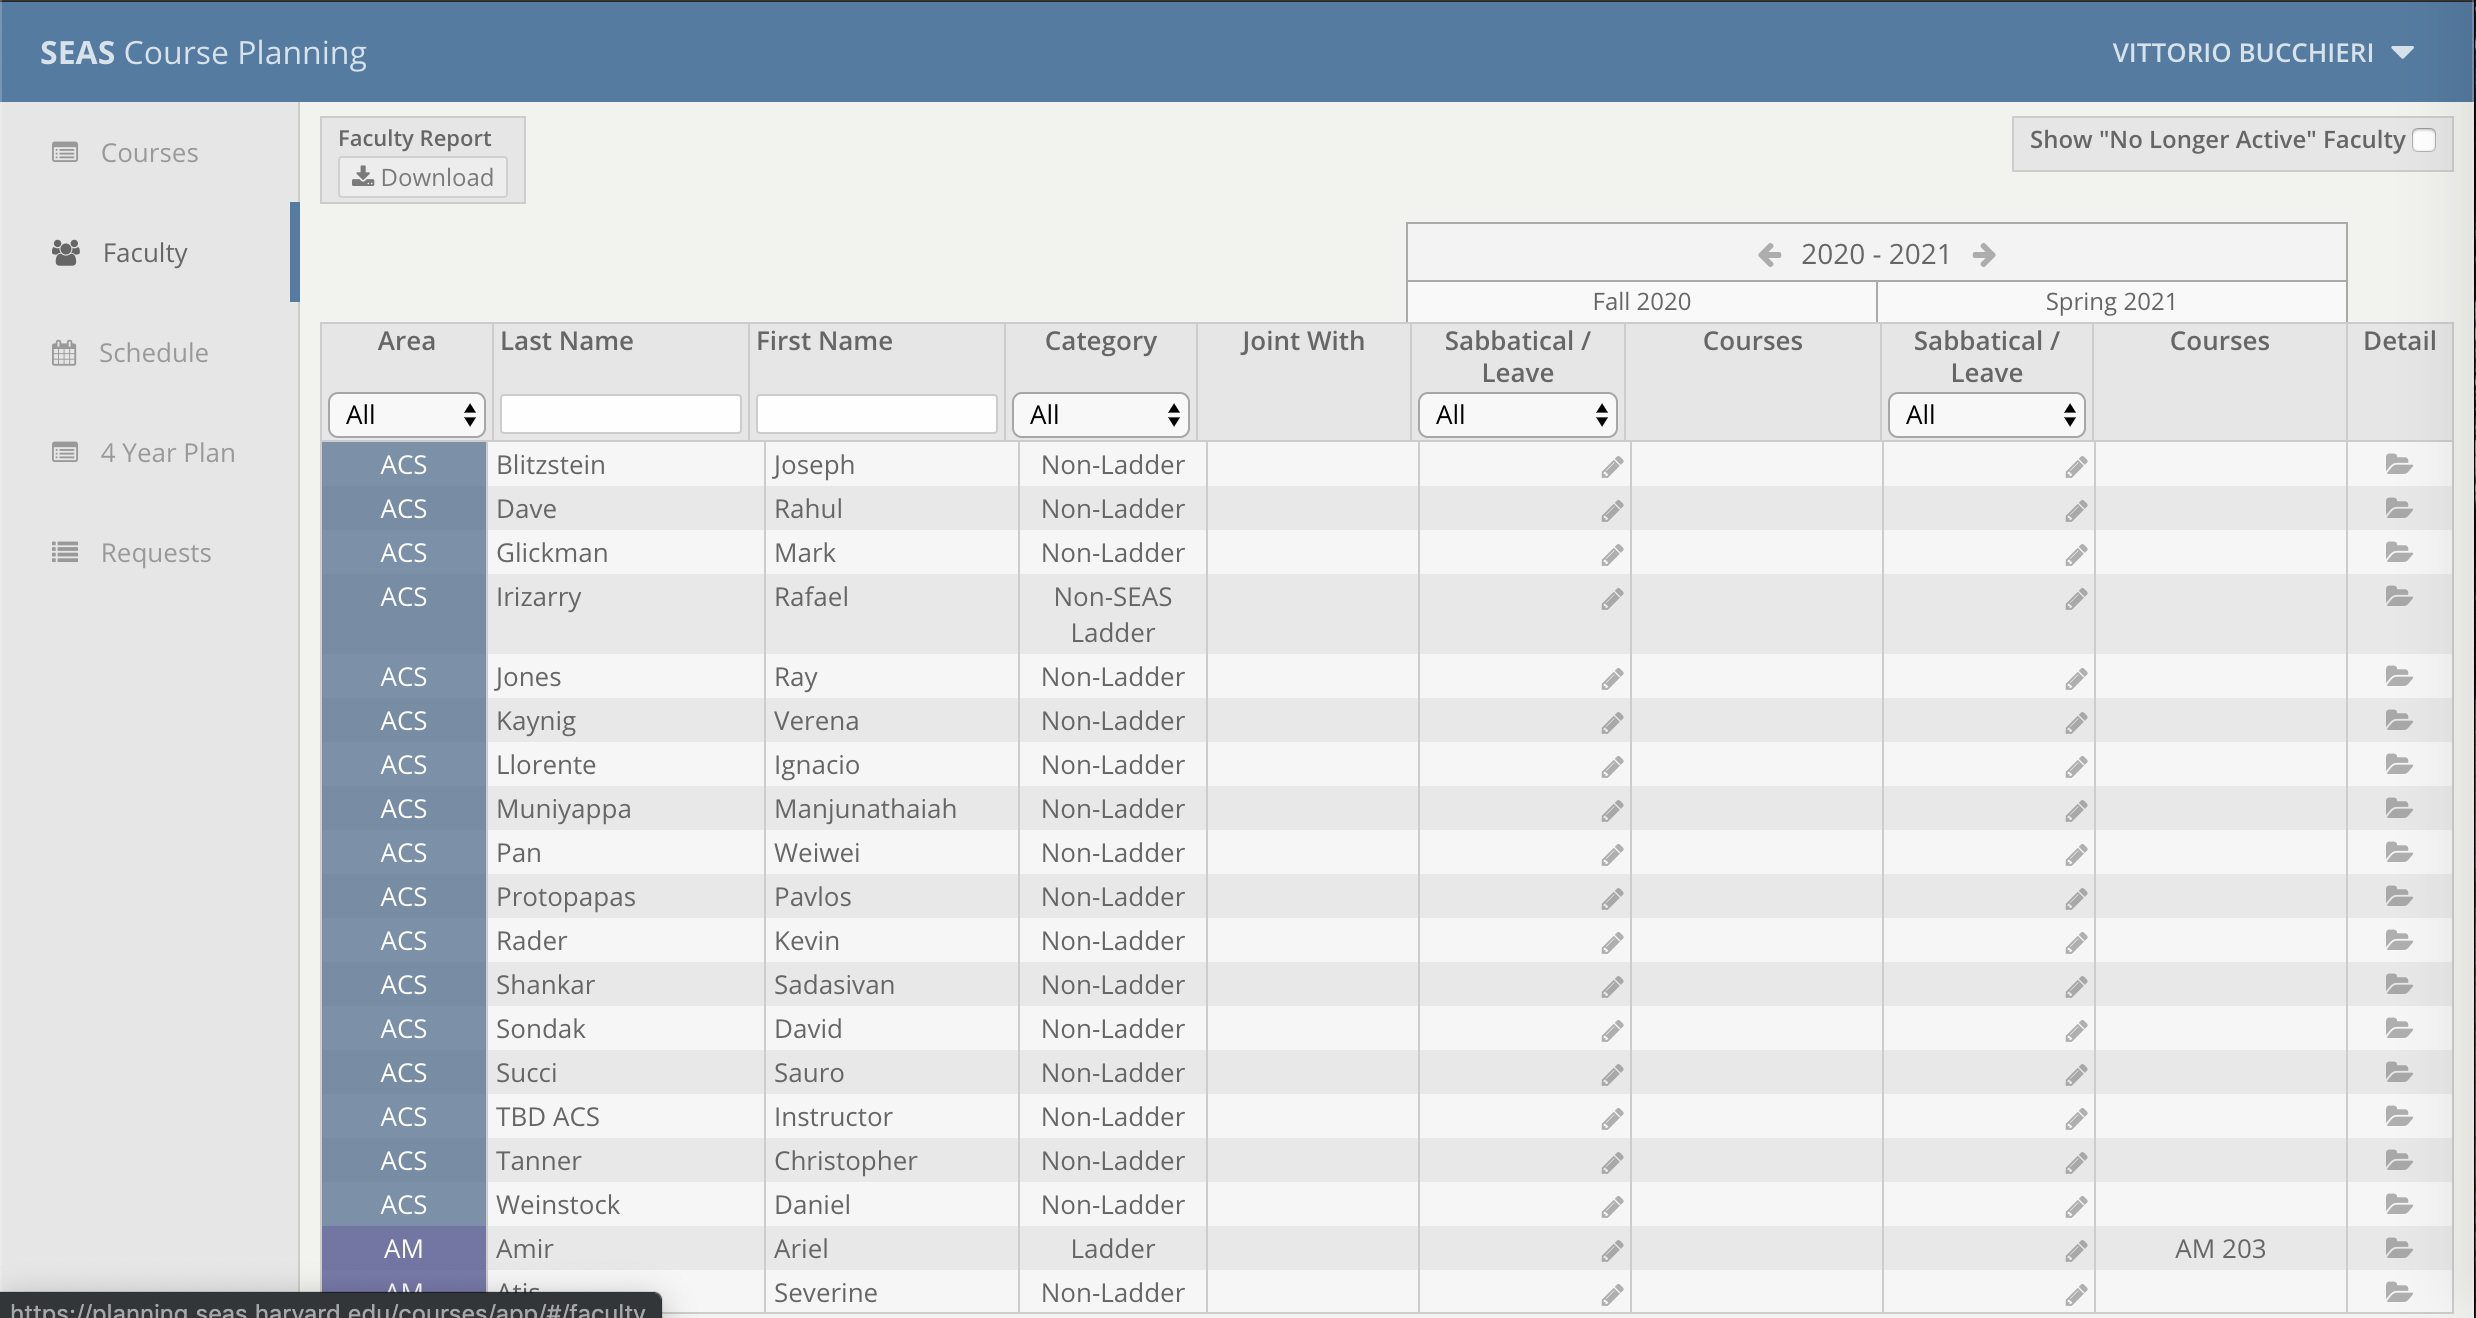 SEAS Course Planning
VITTORIO BUCCHIERI
Courses
Faculty
Schedule
4 Year Plan
Requests
Faculty Report
Download
Show "No Longer Active" Faculty
2020 - 2021
Fall 2020 Spring 2021
Area Last Name First Name Category Joint With Sabbatical / Leave Courses Sabbatical / Leave Courses Detail
All All All All
ACS Blitzstein Joseph Non-Ladder
ACS Dave Rahul Non-Ladder
ACS Glickman Mark Non-Ladder
ACS Irizarry Rafael Non-SEAS Ladder
ACS Jones Ray Non-Ladder
ACS Kaynig Verena Non-Ladder
ACS Llorente Ignacio Non-Ladder
ACS Muniyappa Manjunathaiah Non-Ladder
ACS Pan Weiwei Non-Ladder
ACS Protopapas Pavlos Non-Ladder
ACS Rader Kevin Non-Ladder
ACS Shankar Sadasivan Non-Ladder
ACS Sondak David Non-Ladder
ACS Succi Sauro Non-Ladder
ACS TBD ACS Instructor Non-Ladder
ACS Tanner Christopher Non-Ladder
ACS Weinstock Daniel Non-Ladder
AM Amir Ariel Ladder AM 203
AM Atis Severine Non-Ladder
https://planning.seas.harvard.edu/courses/app/#/faculty